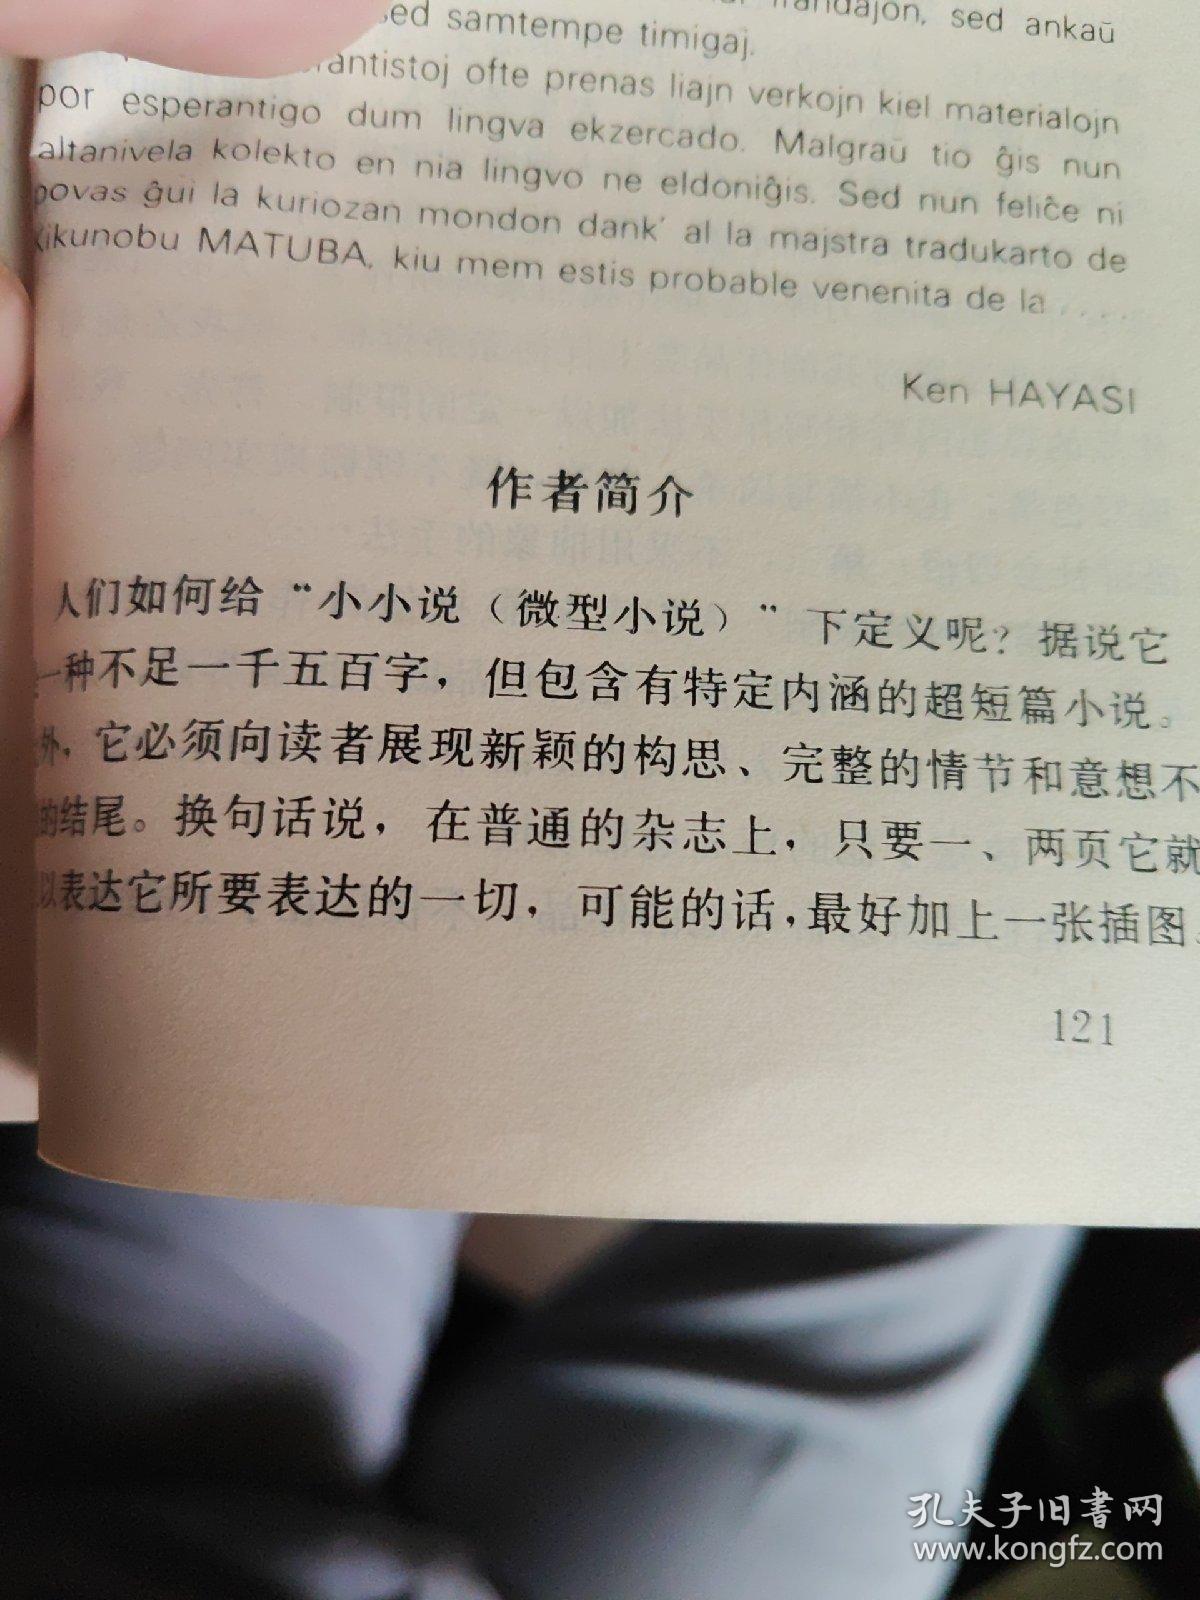 frandajon, sed ankaŭ
sed samtempe timigaj.
ofte prenas liajn verkojn kiel materialojn
por esperantigo dum lingva ekzercado. Malgraŭ tio ĝis nun
altanivela kolekto en nia lingvo ne eldoniĝis. Sed nun feliĉe ni
povas ĝui la kuriozan mondon dank' al la majstra tradukarto de
Kikunobu MATUBA, kiu mem estis probable venenita de la .....
Ken HAYASI
作者简介
人们如何给“小小说（微型小说）”下定义呢？据说它
一种不足一千五百字，但包含有特定内涵的超短篇小说。
外，它必须向读者展现新颖的构思、完整的情节和意想不
的结尾。换句话说，在普通的杂志上，只要一、两页它就
以表达它所要表达的一切，可能的话，最好加上一张插图。
121
孔夫子旧书网
www.kongfz.com